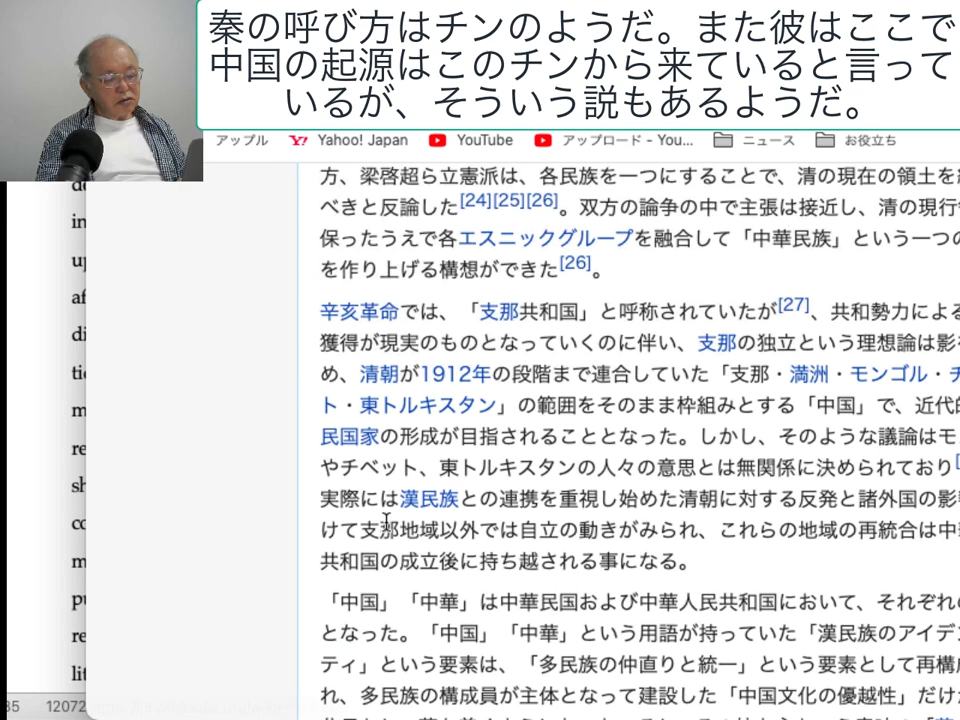 秦の呼び方はチンのようだ。また彼はここで
中国の起源はこのチンから来ていると言って
いるが、そういう説もあるようだ。
アップル Yahoo! Japan YouTube アップロード - You... ニュース お役立ち
方、梁啓超ら立憲派は、各民族を一つにすることで、清の現在の領土を
べきと反論した[24][25][26]。双方の論争の中で主張は接近し、清の現行
保ったうえで各エスニックグループを融合して「中華民族」という一つの
を作り上げる構想ができた[26]。
辛亥革命では、「支那共和国」と呼称されていたが[27]、共和勢力による
獲得が現実のものとなっていくのに伴い、支那の独立という理想論は影を
め、清朝が1912年の段階まで連合していた「支那・満洲・モンゴル・チ
ト・東トルキスタン」の範囲をそのまま枠組みとする「中国」で、近代的
民国家の形成が目指されることとなった。しかし、そのような議論はモ
やチベット、東トルキスタンの人々の意思とは無関係に決められており
実際には漢民族との連携を重視し始めた清朝に対する反発と諸外国の影
けて支那地域以外では自立の動きがみられ、これらの地域の再統合は中
共和国の成立後に持ち越される事になる。
「中国」「中華」は中華民国および中華人民共和国において、それぞれの
となった。「中国」「中華」という用語が持っていた「漢民族のアイデン
ティ」という要素は、「多民族の仲直りと統一」という要素として再構
れ、多民族の構成員が主体となって建設した「中国文化の優越性」だけ
in
af
di
m
re
sh
co
m
pu
re
lit
35 12072